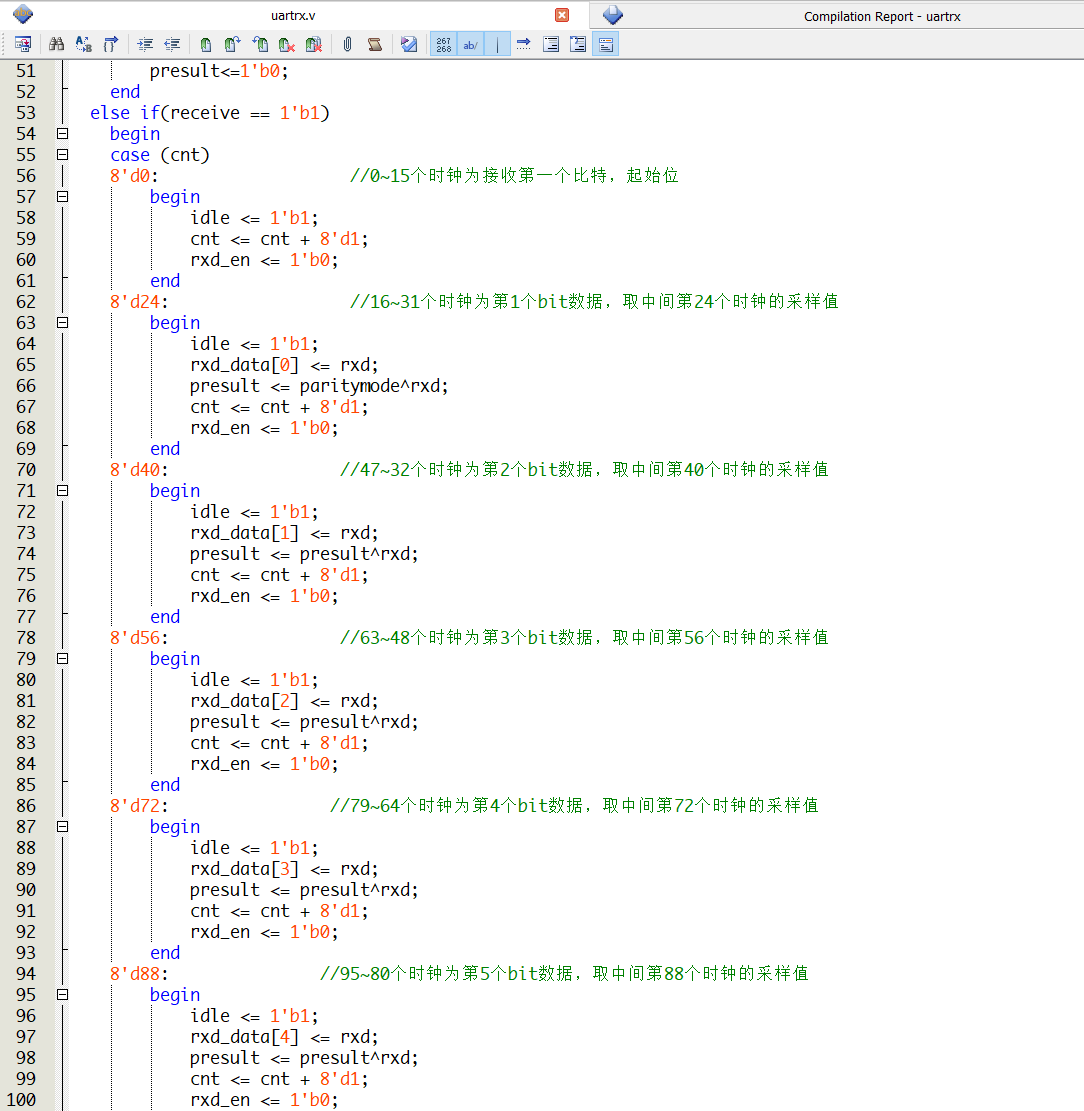 uartrx.v
Compilation Report - uartrx
267
268
ab/
51 presult<=1'b0;
52 end
53 else if(receive == 1'b1)
54 begin
55 case (cnt)
56 8'd0: //0~15个时钟为接收第一个比特，起始位
57 begin
58 idle <= 1'b1;
59 cnt <= cnt + 8'd1;
60 rxd_en <= 1'b0;
61 end
62 8'd24: //16~31个时钟为第1个bit数据，取中间第24个时钟的采样值
63 begin
64 idle <= 1'b1;
65 rxd_data[0] <= rxd;
66 presult <= paritymode^rxd;
67 cnt <= cnt + 8'd1;
68 rxd_en <= 1'b0;
69 end
70 8'd40: //47~32个时钟为第2个bit数据，取中间第40个时钟的采样值
71 begin
72 idle <= 1'b1;
73 rxd_data[1] <= rxd;
74 presult <= presult^rxd;
75 cnt <= cnt + 8'd1;
76 rxd_en <= 1'b0;
77 end
78 8'd56: //63~48个时钟为第3个bit数据，取中间第56个时钟的采样值
79 begin
80 idle <= 1'b1;
81 rxd_data[2] <= rxd;
82 presult <= presult^rxd;
83 cnt <= cnt + 8'd1;
84 rxd_en <= 1'b0;
85 end
86 8'd72: //79~64个时钟为第4个bit数据，取中间第72个时钟的采样值
87 begin
88 idle <= 1'b1;
89 rxd_data[3] <= rxd;
90 presult <= presult^rxd;
91 cnt <= cnt + 8'd1;
92 rxd_en <= 1'b0;
93 end
94 8'd88: //95~80个时钟为第5个bit数据，取中间第88个时钟的采样值
95 begin
96 idle <= 1'b1;
97 rxd_data[4] <= rxd;
98 presult <= presult^rxd;
99 cnt <= cnt + 8'd1;
100 rxd_en <= 1'b0;